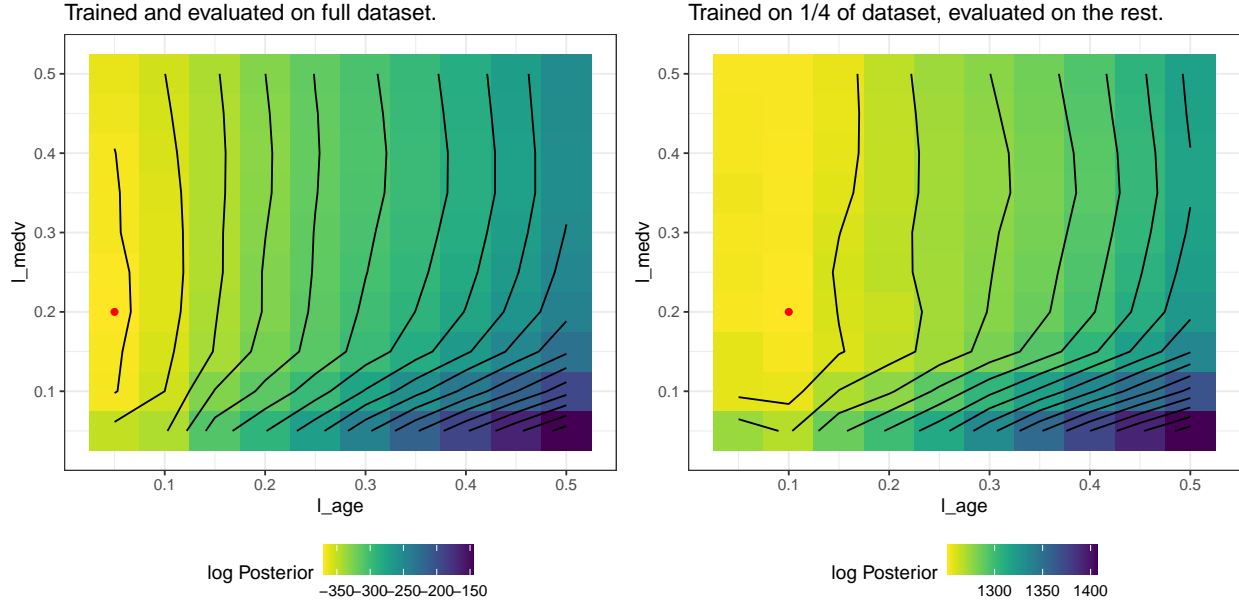 Trained and evaluated on full dataset.
0.5
0.4
0.3
0.2
0.1
l_medv
0.1 0.2 0.3 0.4 0.5
l_age
log Posterior
−350−300−250−200−150
Trained on 1/4 of dataset, evaluated on the rest.
0.5
0.4
0.3
0.2
0.1
l_medv
0.1 0.2 0.3 0.4 0.5
l_age
log Posterior
1300 1350 1400